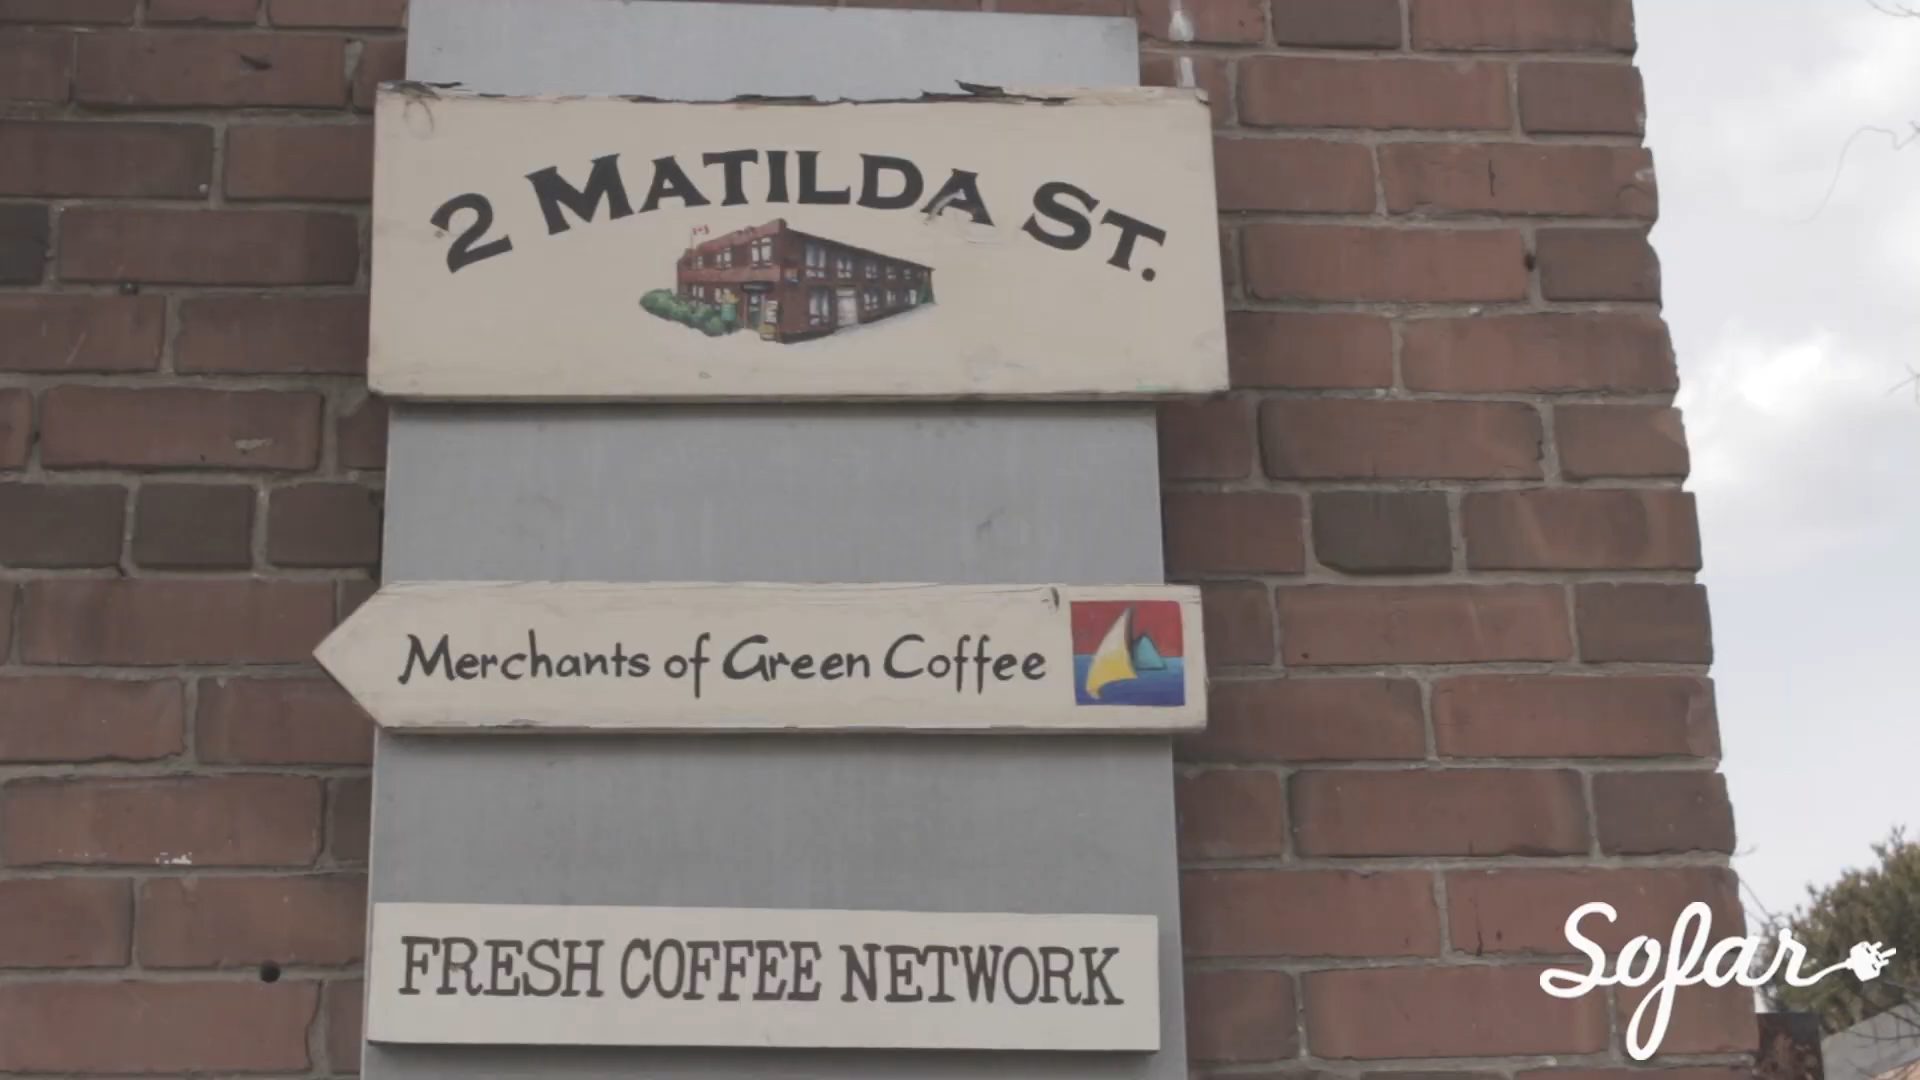 2 MATILDA ST.
Merchants of Green Coffee
FRESH COFFEE NETWORK
Sofar